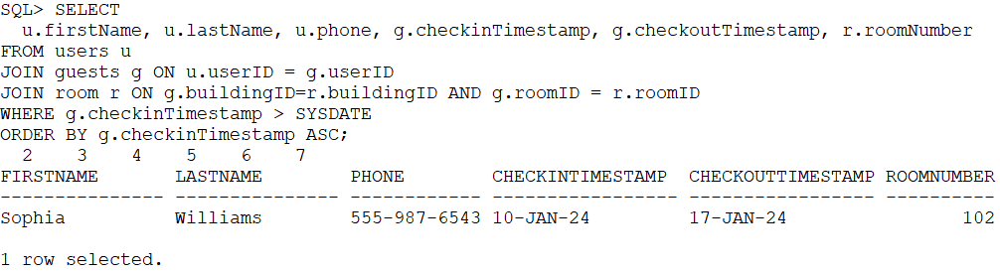 SQL> SELECT
  u.firstName, u.lastName, u.phone, g.checkinTimestamp, g.checkoutTimestamp, r.roomNumber
FROM users u
JOIN guests g ON u.userID = g.userID
JOIN room r ON g.buildingID=r.buildingID AND g.roomID = r.roomID
WHERE g.checkinTimestamp > SYSDATE
ORDER BY g.checkinTimestamp ASC;
  2    3    4    5    6    7
FIRSTNAME       LASTNAME        PHONE        CHECKINTIMESTAMP  CHECKOUTTIMESTAMP ROOMNUMBER
--------------- --------------- ------------ ----------------- ----------------- ----------
Sophia          Williams        555-987-6543 10-JAN-24         17-JAN-24                102

1 row selected.